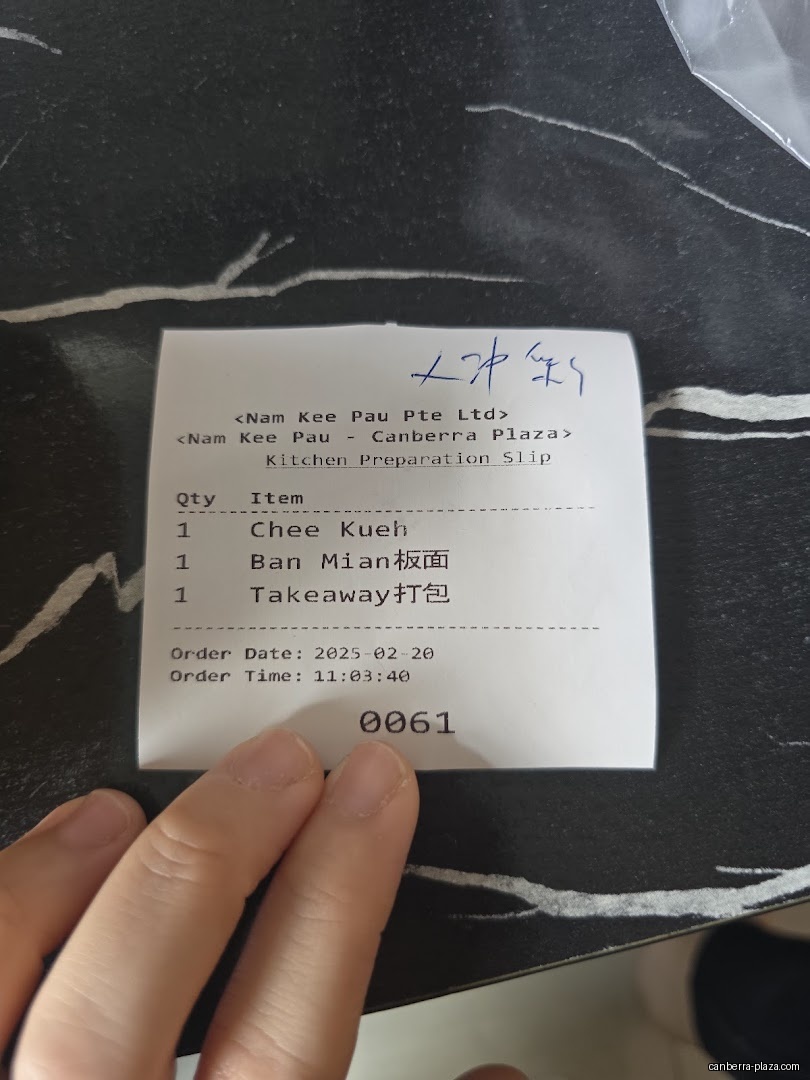 <Nam Kee Pau Pte Ltd>
<Nam Kee Pau - Canberra Plaza>
Kitchen Preparation Slip
Qty Item
1 Chee Kueh
1 Ban Mian板面
1 Takeaway打包
Order Date: 2025-02-20
Order Time: 11:03:40
0061
canberra-plaza.com